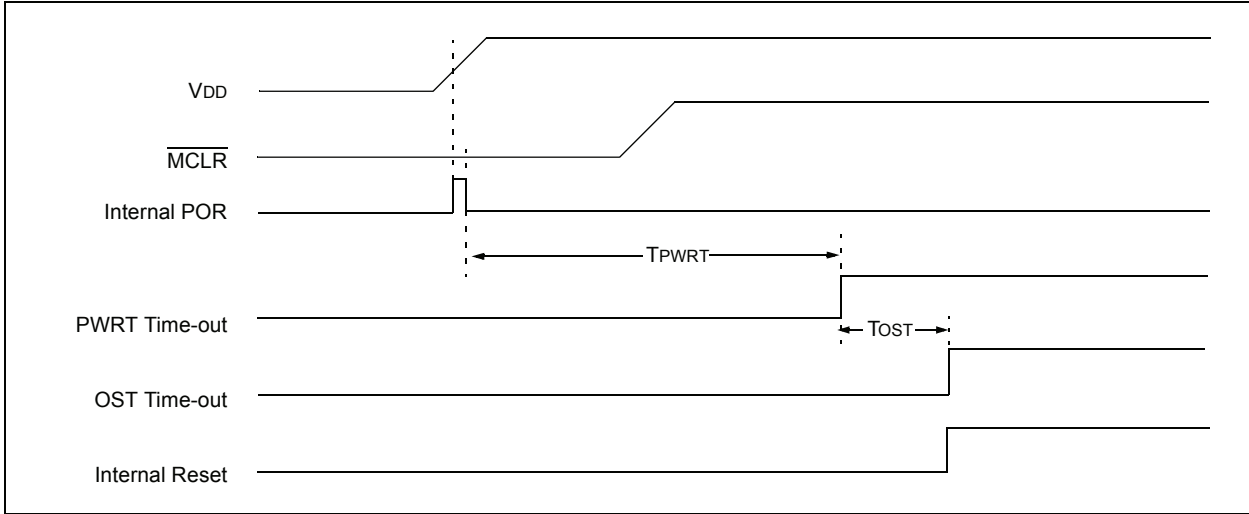 VDD
MCLR
Internal POR
TPWRT
PWRT Time-out
TOST
OST Time-out
Internal Reset